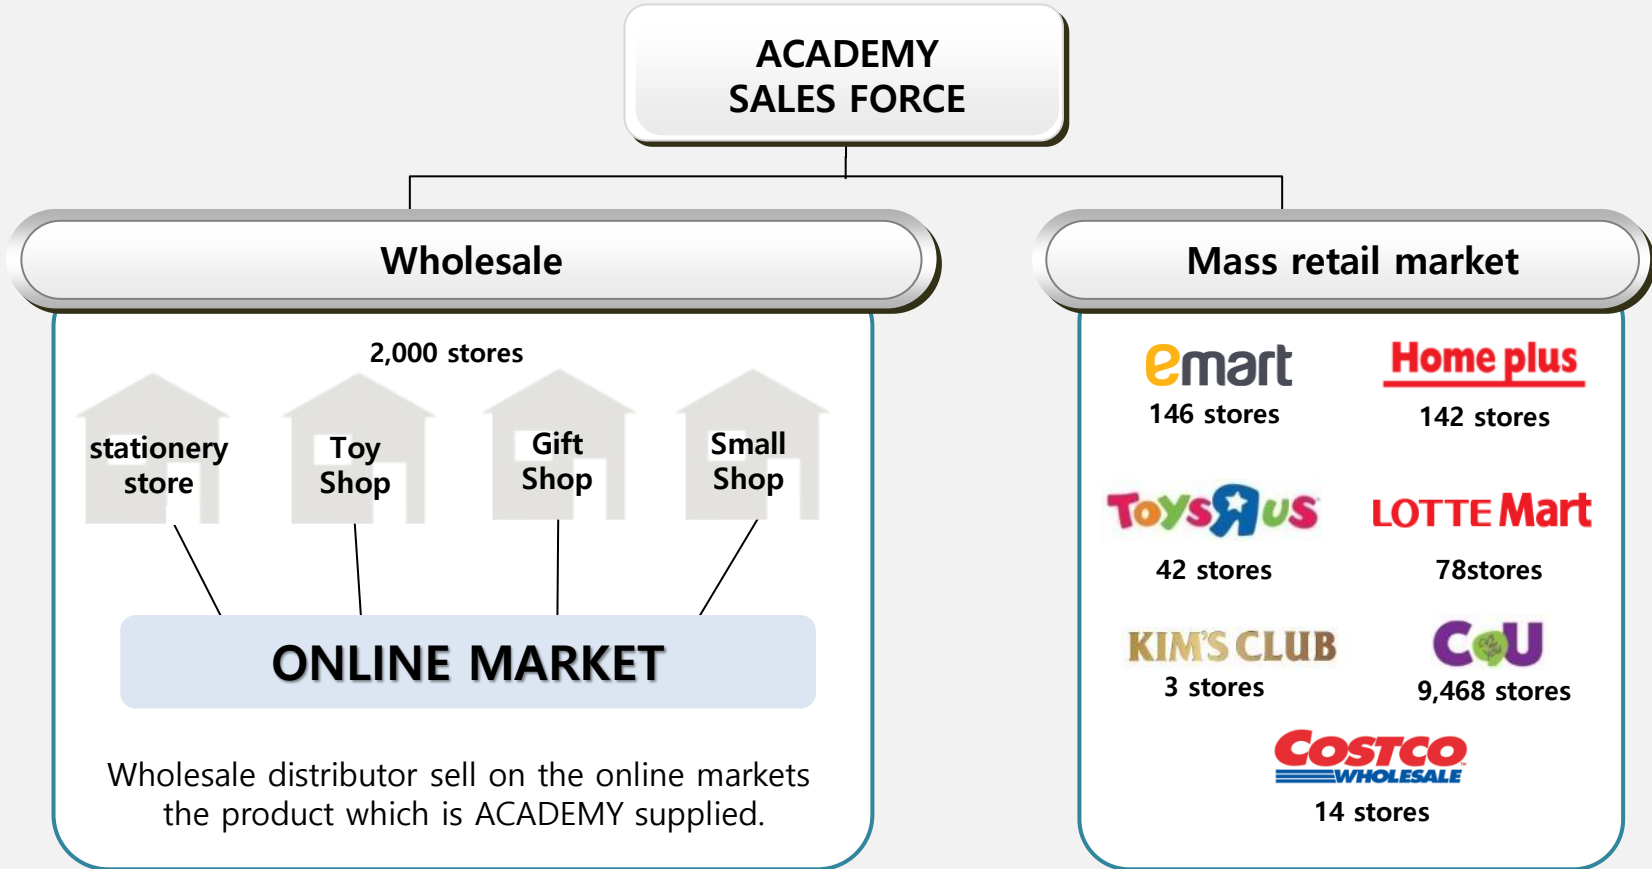 ACADEMY
SALES FORCE
Wholesale
2,000 stores
stationery
store
Toy
Shop
Gift
Shop
Small
Shop
ONLINE MARKET
Wholesale distributor sell on the online markets
the product which is ACADEMY supplied.
Mass retail market
emart
Home plus
146 stores
142 stores
ToysЯus
LOTTE Mart
42 stores
78stores
KIM'S CLUB
CU
3 stores
9,468 stores
COSTCO
WHOLESALE
14 stores